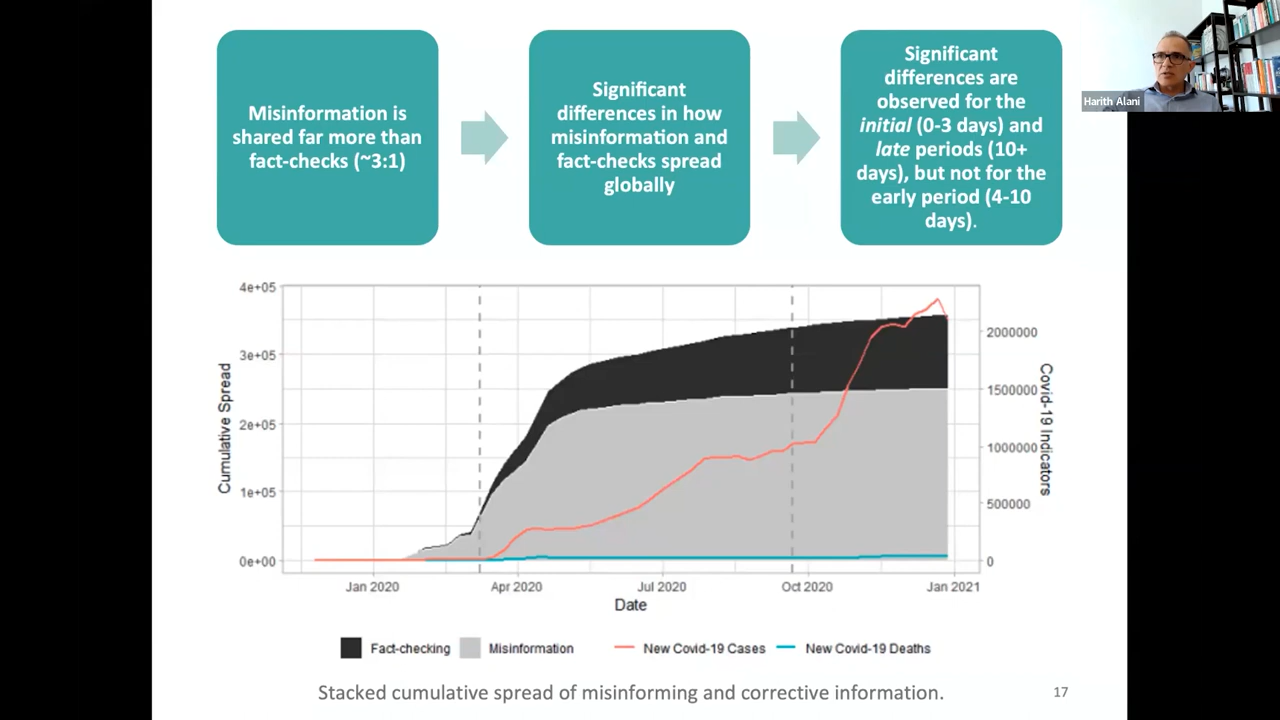 Misinformation is
shared far more than
fact-checks (~3:1)
Significant
differences in how
misinformation and
fact-checks spread
globally
Significant
differences are
observed for the
initial (0-3 days) and
late periods (10+
days), but not for the
early period (4-10
days).
Harith Alani
4e+05
3e+05
2e+05
1e+05
0e+00
Cumulative Spread
2000000
1500000
1000000
500000
0
Covid-19 Indicators
Jan 2020 Apr 2020 Jul 2020 Oct 2020 Jan 2021
Date
Fact-checking Misinformation New Covid-19 Cases New Covid-19 Deaths
Stacked cumulative spread of misinforming and corrective information.
17